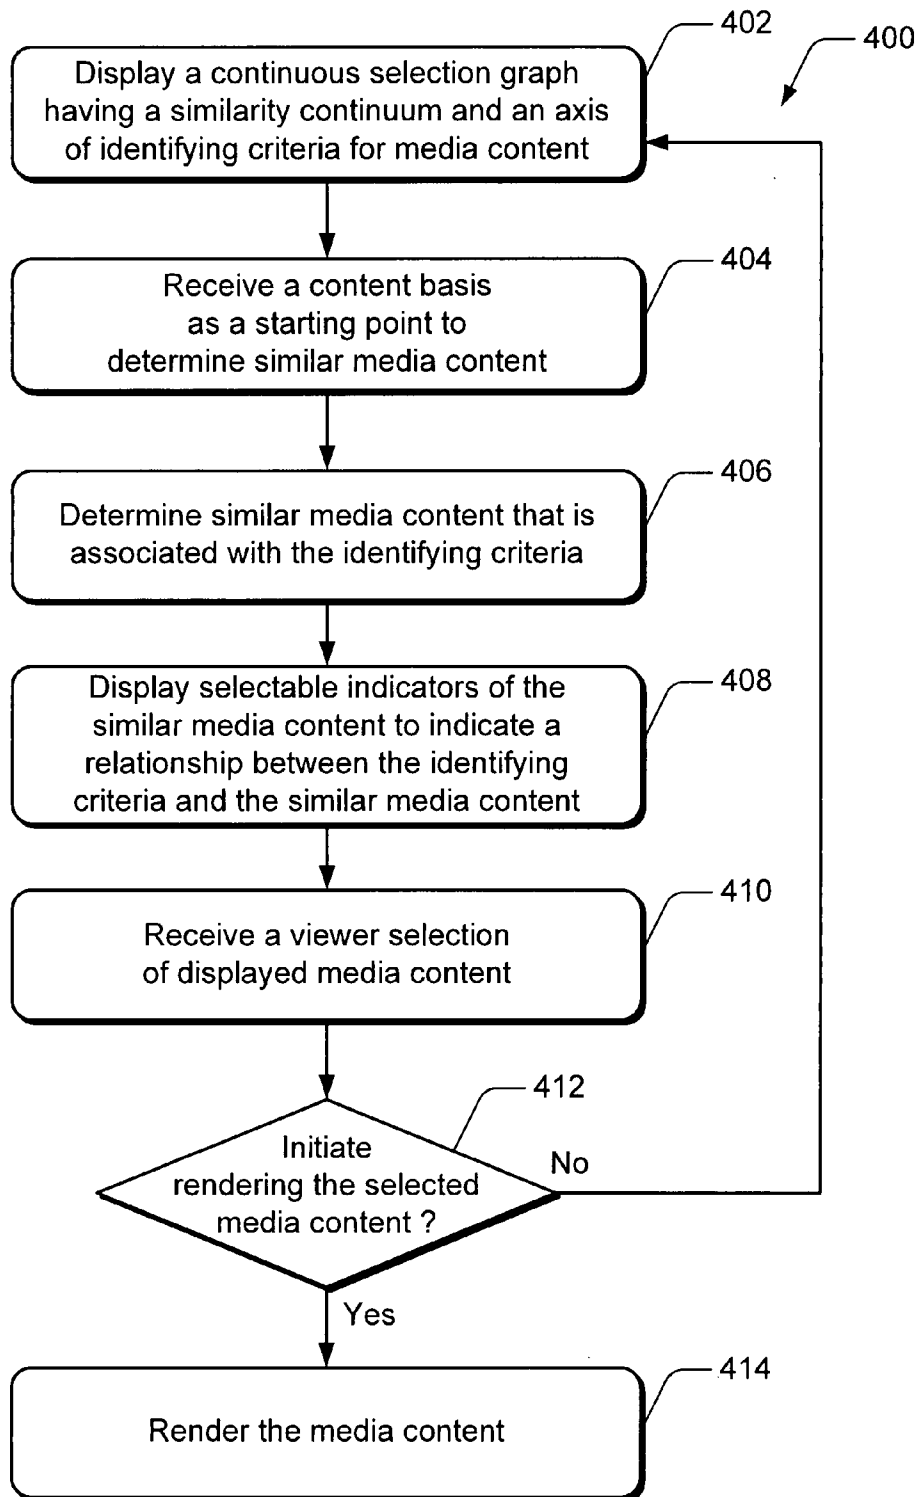 402
400
Display a continuous selection graph
having a similarity continuum and an axis
of identifying criteria for media content
404
Receive a content basis
as a starting point to
determine similar media content
406
Determine similar media content that is
associated with the identifying criteria
408
Display selectable indicators of the
similar media content to indicate a
relationship between the identifying
criteria and the similar media content
410
Receive a viewer selection
of displayed media content
412
Initiate
rendering the selected
media content ?
No
Yes
414
Render the media content